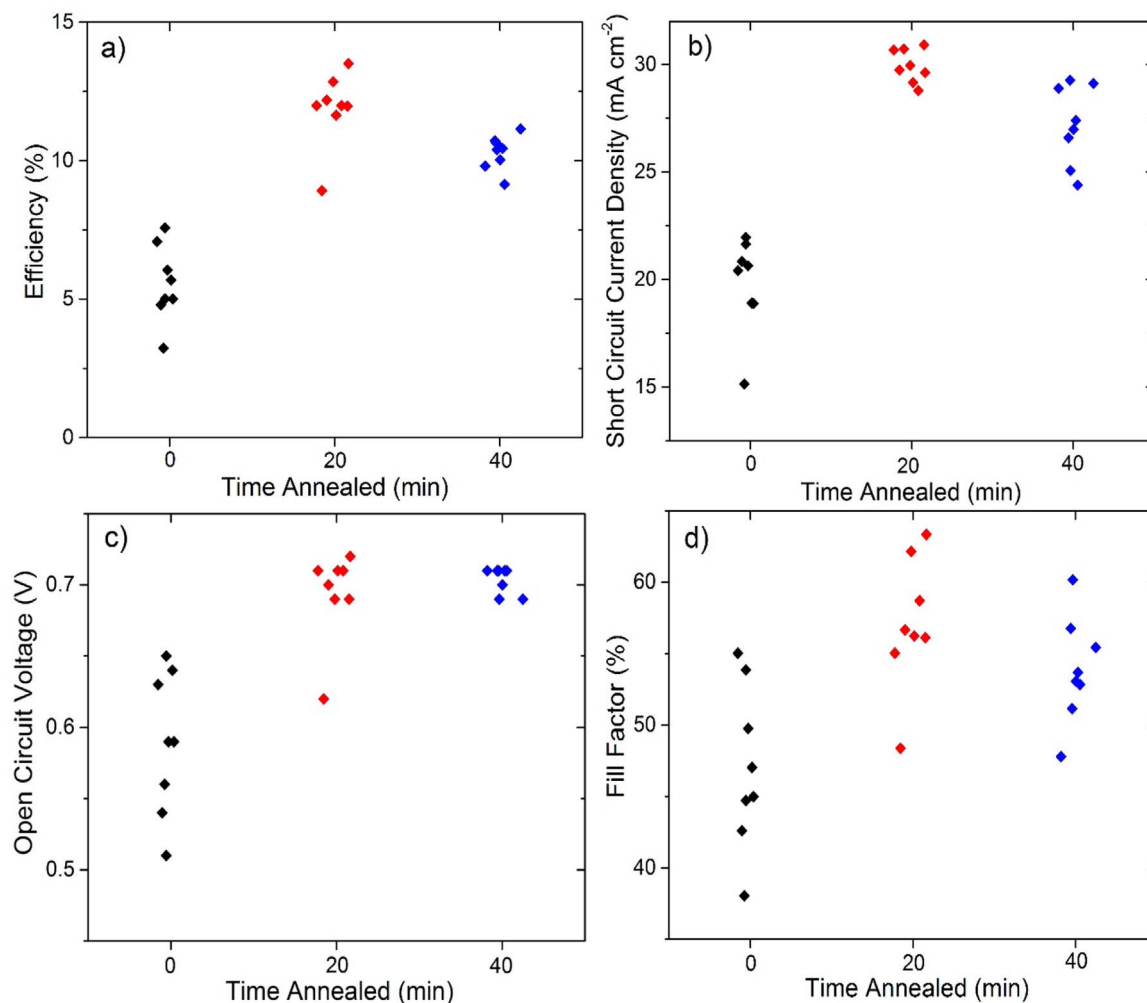 a)
Efficiency (%)
15
10
5
0
0 20 40
Time Annealed (min)
b)
Short Circuit Current Density (mA cm⁻²)
30
25
20
15
0 20 40
Time Annealed (min)
c)
Open Circuit Voltage (V)
0.7
0.6
0.5
0 20 40
Time Annealed (min)
d)
Fill Factor (%)
60
50
40
0 20 40
Time Annealed (min)